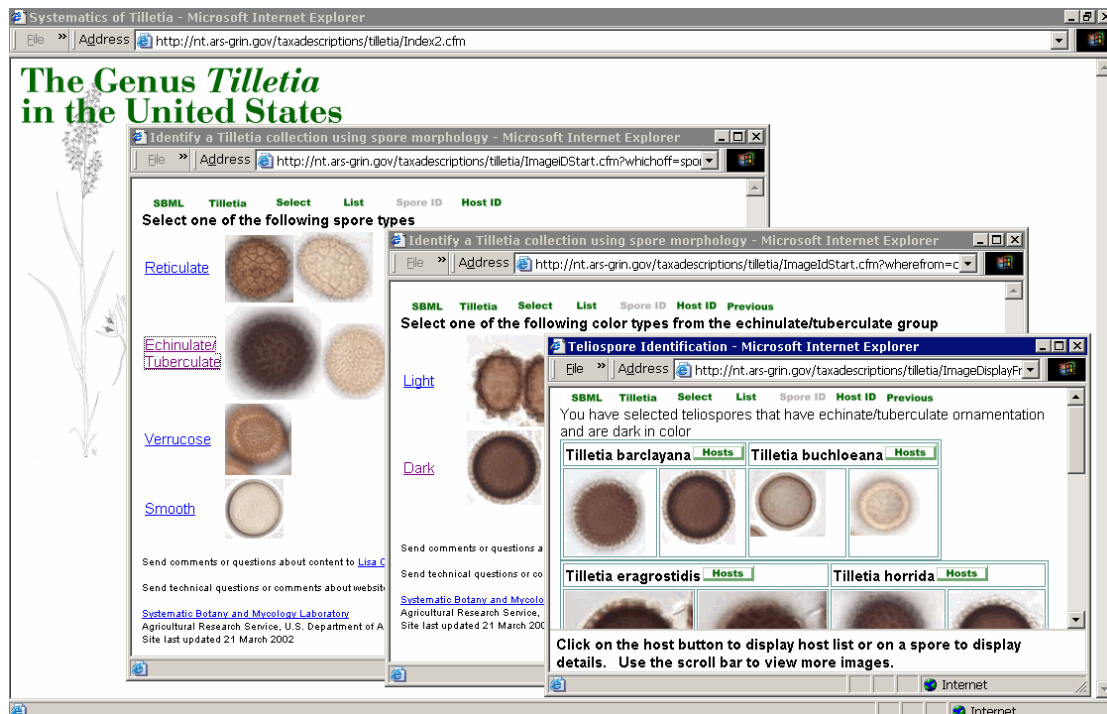 Systematics of Tilletia - Microsoft Internet Explorer
File » Address http://nt.ars-grin.gov/taxadescriptions/tilletia/Index2.cfm
The Genus Tilletia
in the United States
Identify a Tilletia collection using spore morphology - Microsoft Internet Explorer
File » Address http://nt.ars-grin.gov/taxadescriptions/tilletia/ImageiDStart.cfm?whichoff=spo
SBML Tilletia Select List Spore ID Host ID
Select one of the following spore types
Reticulate
Echinulate/
Tuberculate
Verrucose
Smooth
Send comments or questions about content to Lisa C
Send technical questions or comments about website
Systematic Botany and Mycology Laboratory
Agricultural Research Service, U.S. Department of A
Site last updated 21 March 2002
Identify a Tilletia collection using spore morphology - Microsoft Internet Explorer
File » Address http://nt.ars-grin.gov/taxadescriptions/tilletia/ImageIdStart.cfm?wherefrom=c
SBML Tilletia Select List Spore ID Host ID Previous
Select one of the following color types from the echinulate/tuberculate group
Light
Dark
Send comments or questions a
Send technical questions or co
Systematic Botany and Mycolo
Agricultural Research Service,
Site last updated 21 March 200
Teliospore Identification - Microsoft Internet Explorer
File » Address http://nt.ars-grin.gov/taxadescriptions/tilletia/ImageDisplayFr
SBML Tilletia Select List Spore ID Host ID Previous
You have selected teliospores that have echinate/tuberculate ornamentation
and are dark in color
Tilletia barclayana Hosts Tilletia buchloeana Hosts
Tilletia eragrostidis Hosts Tilletia horrida Hosts
Click on the host button to display host list or on a spore to display
details. Use the scroll bar to view more images.
Internet
Internet